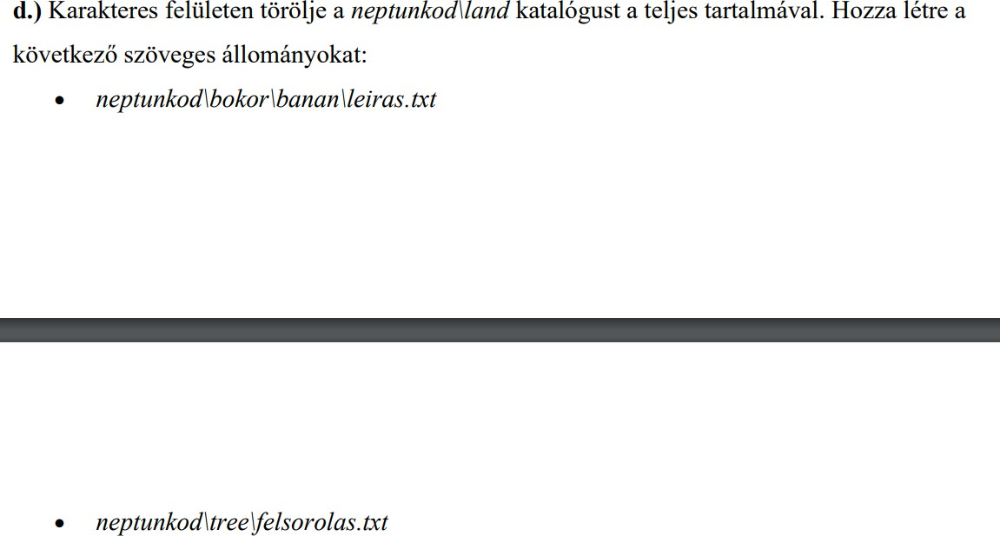 d.) Karakteres felületen törölje a neptunkod\land katalógust a teljes tartalmával. Hozza létre a
következő szöveges állományokat:
• neptunkod\bokor\banan\leiras.txt
• neptunkod\tree\felsorolas.txt